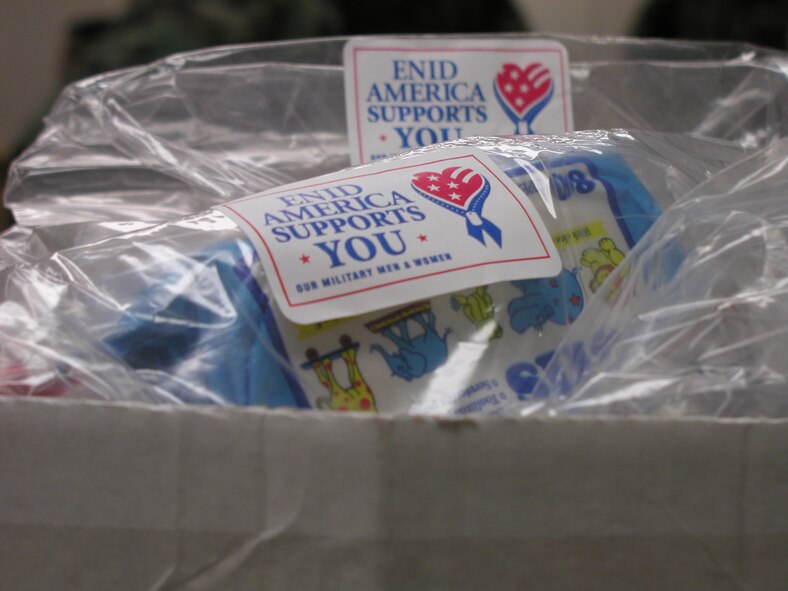 ENID
AMERICA
SUPPORTS
YOU
ENID
AMERICA
SUPPORTS
YOU
OUR MILITARY MEN & WOMEN